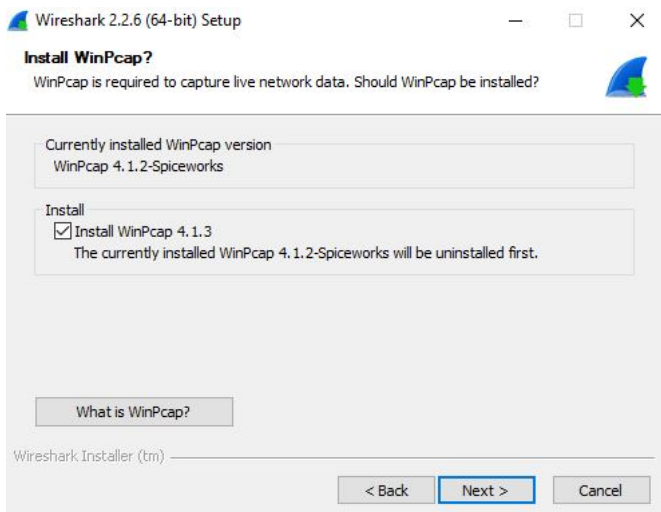 Wireshark 2.2.6 (64-bit) Setup
Install WinPcap?
WinPcap is required to capture live network data. Should WinPcap be installed?
Currently installed WinPcap version
WinPcap 4.1.2-Spiceworks
Install
Install WinPcap 4.1.3
The currently installed WinPcap 4.1.2-Spiceworks will be uninstalled first.
What is WinPcap?
Wireshark Installer (tm)
< Back Next > Cancel